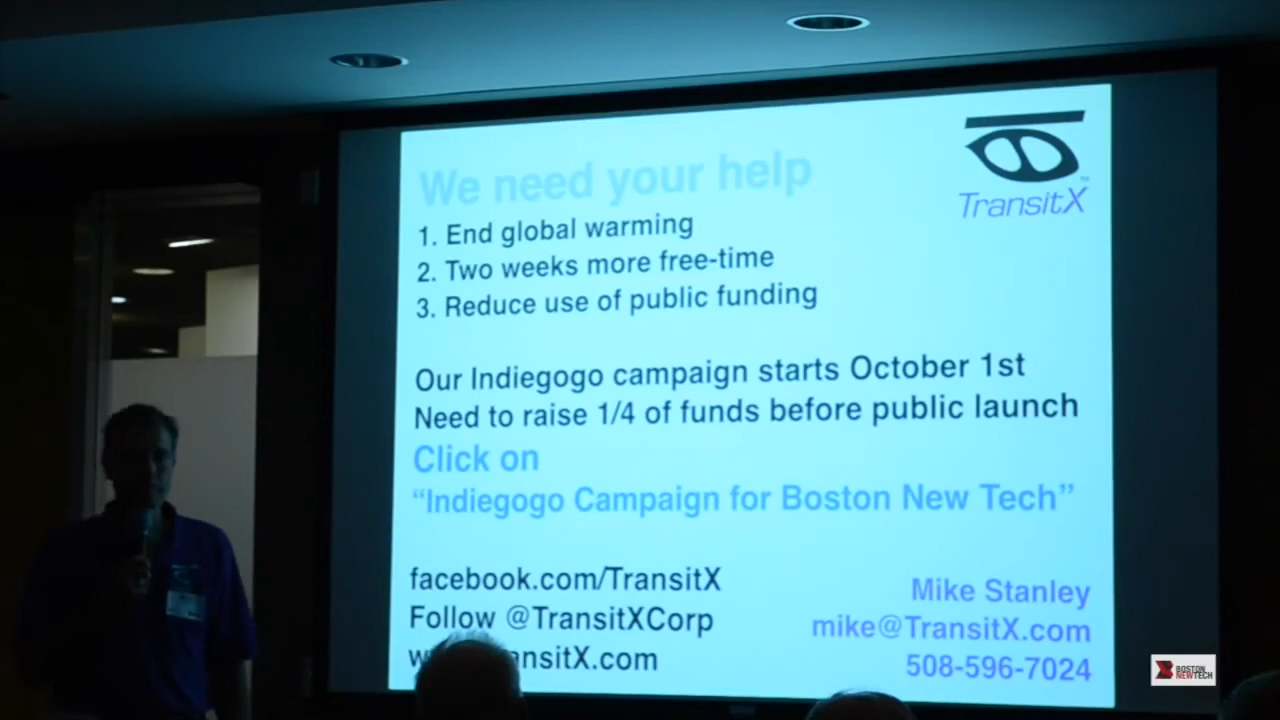 We need your help
1. End global warming
2. Two weeks more free-time
3. Reduce use of public funding
TransitX
Our Indiegogo campaign starts October 1st
Need to raise 1/4 of funds before public launch
Click on
“Indiegogo Campaign for Boston New Tech”
facebook.com/TransitX
Follow @TransitXCorp
Mike Stanley
mike@TransitX.com
508-596-7024
BOSTON
NEWTECH